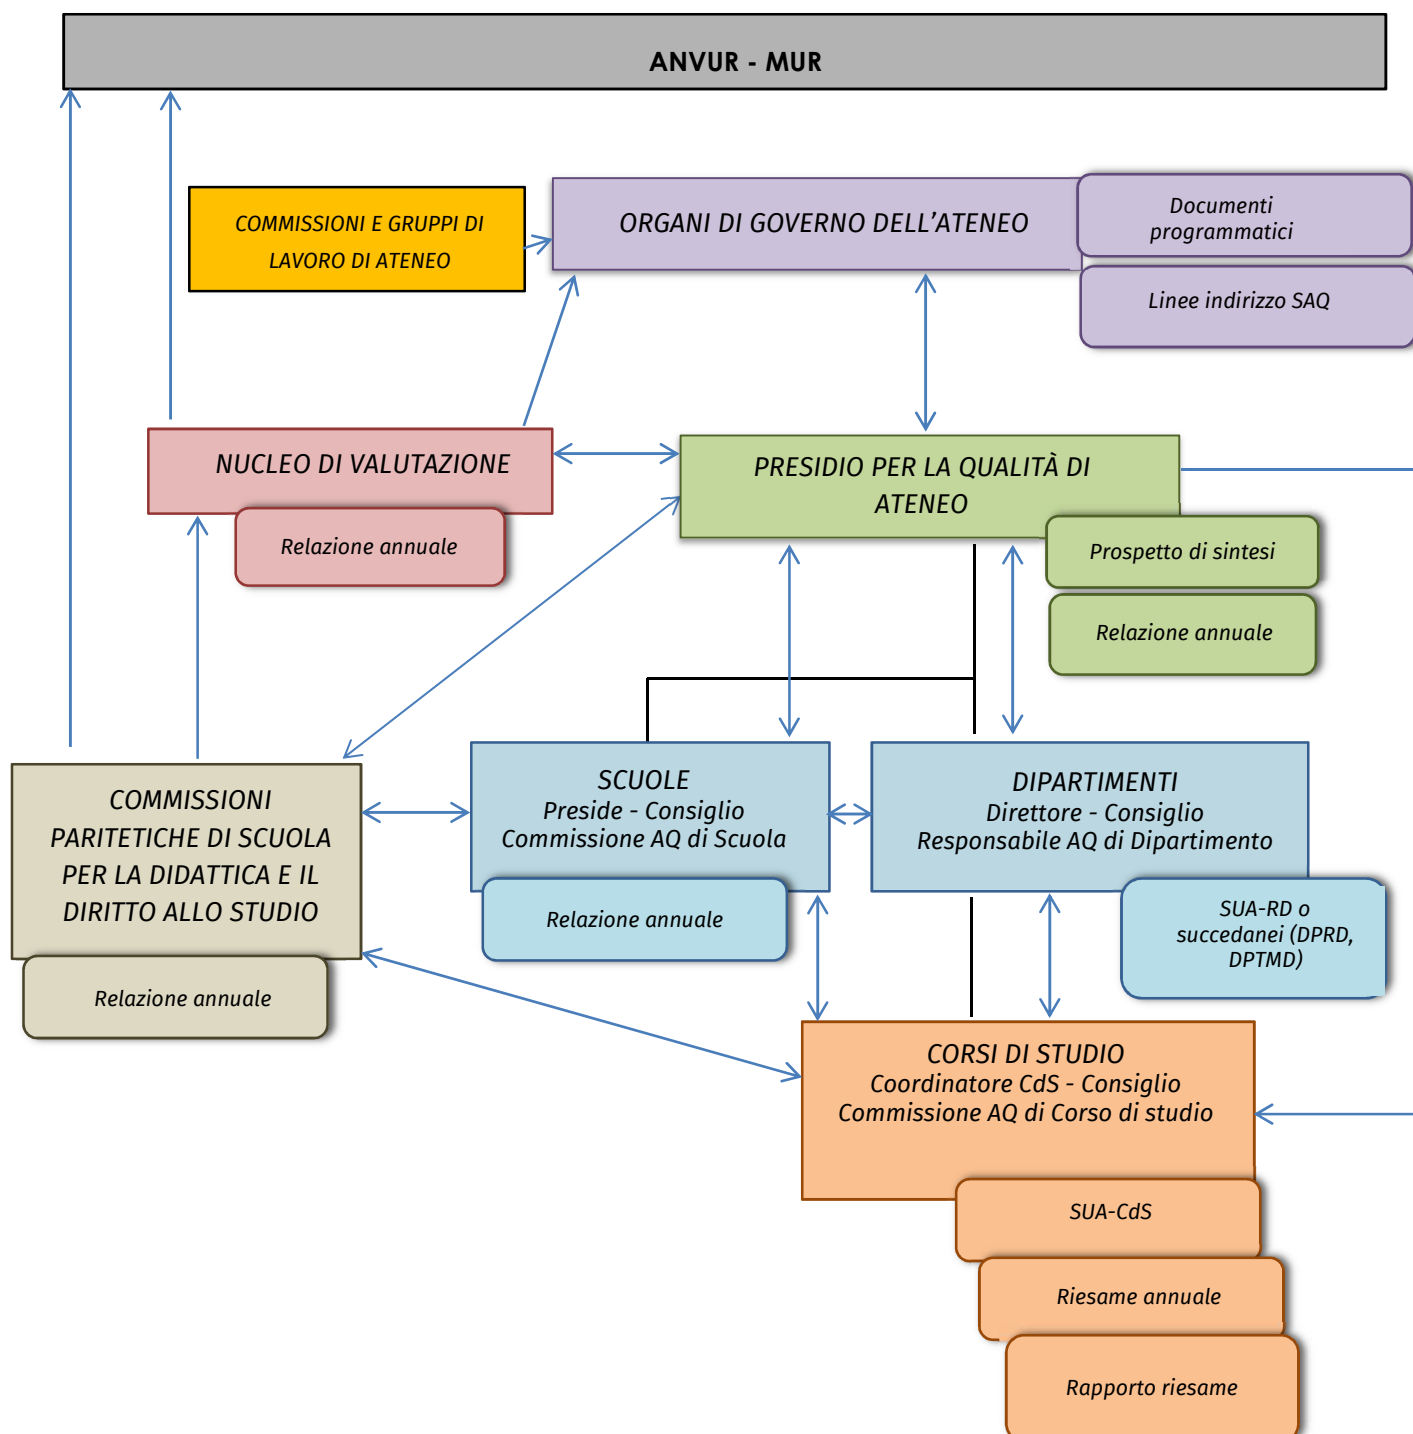 ANVUR - MUR
COMMISSIONI E GRUPPI DI
LAVORO DI ATENEO
ORGANI DI GOVERNO DELL’ATENEO
Documenti
programmatici
Linee indirizzo SAQ
NUCLEO DI VALUTAZIONE
Relazione annuale
PRESIDIO PER LA QUALITÀ DI
ATENEO
Prospetto di sintesi
Relazione annuale
COMMISSIONI
PARITETICHE DI SCUOLA
PER LA DIDATTICA E IL
DIRITTO ALLO STUDIO
Relazione annuale
SCUOLE
Preside - Consiglio
Commissione AQ di Scuola
Relazione annuale
DIPARTIMENTI
Direttore - Consiglio
Responsabile AQ di Dipartimento
SUA-RD o
succedanei (DPRD,
DPTMD)
CORSI DI STUDIO
Coordinatore CdS - Consiglio
Commissione AQ di Corso di studio
SUA-CdS
Riesame annuale
Rapporto riesame